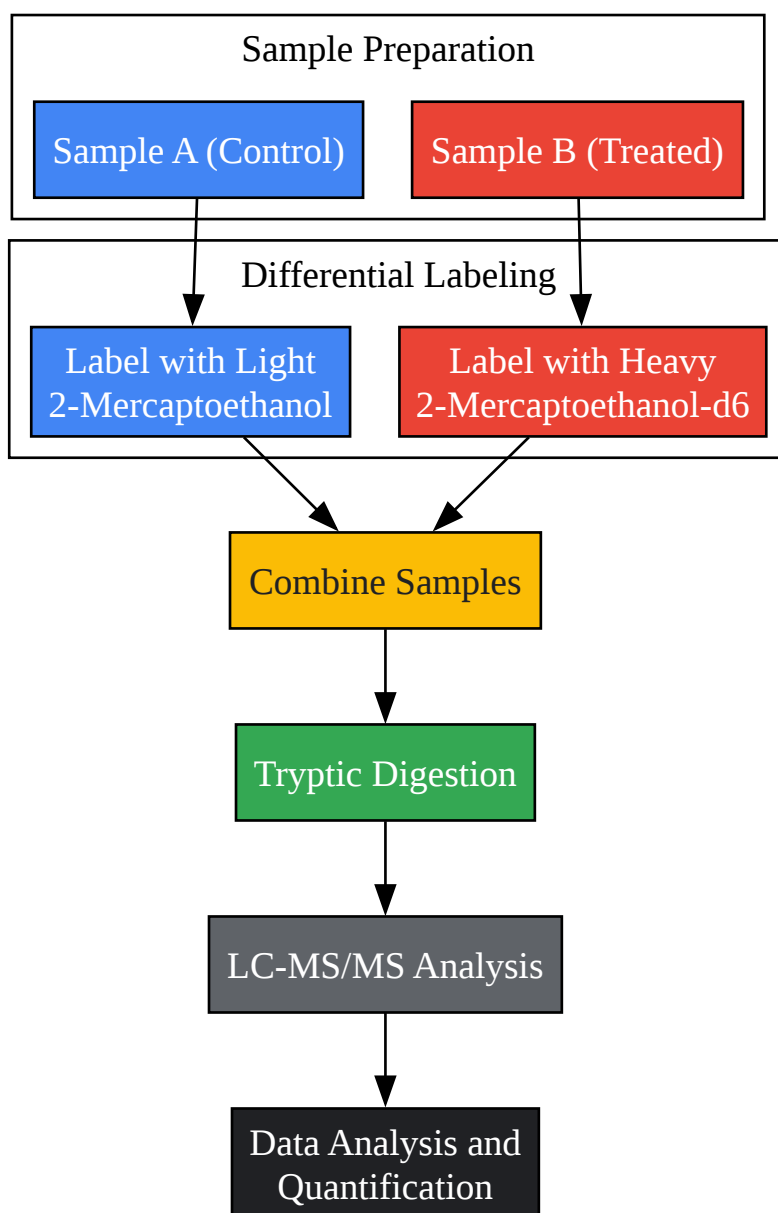 Sample Preparation
Sample A (Control)
Sample B (Treated)
Differential Labeling
Label with Light
2-Mercaptoethanol
Label with Heavy
2-Mercaptoethanol-d6
Combine Samples
Tryptic Digestion
LC-MS/MS Analysis
Data Analysis and
Quantification